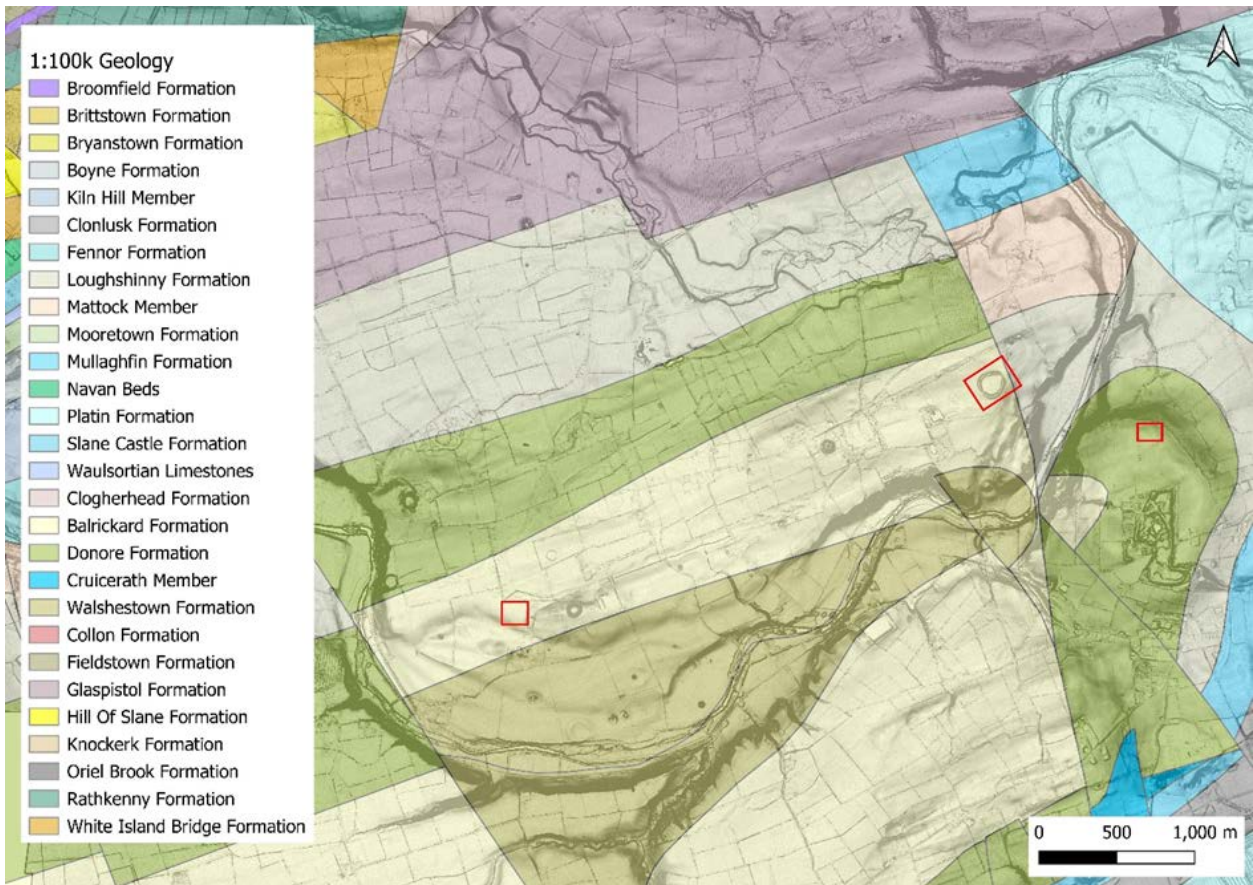 1:100k Geology
Broomfield Formation
Brittstown Formation
Bryanstown Formation
Boyne Formation
Kiln Hill Member
Clonlusk Formation
Fennor Formation
Loughshinny Formation
Mattock Member
Mooretown Formation
Mullaghfin Formation
Navan Beds
Platin Formation
Slane Castle Formation
Waulsortian Limestones
Clogherhead Formation
Balrickard Formation
Donore Formation
Cruicerath Member
Walshestown Formation
Collon Formation
Fieldstown Formation
Glaspistol Formation
Hill Of Slane Formation
Knockerk Formation
Oriel Brook Formation
Rathkenny Formation
White Island Bridge Formation
0 500 1,000 m